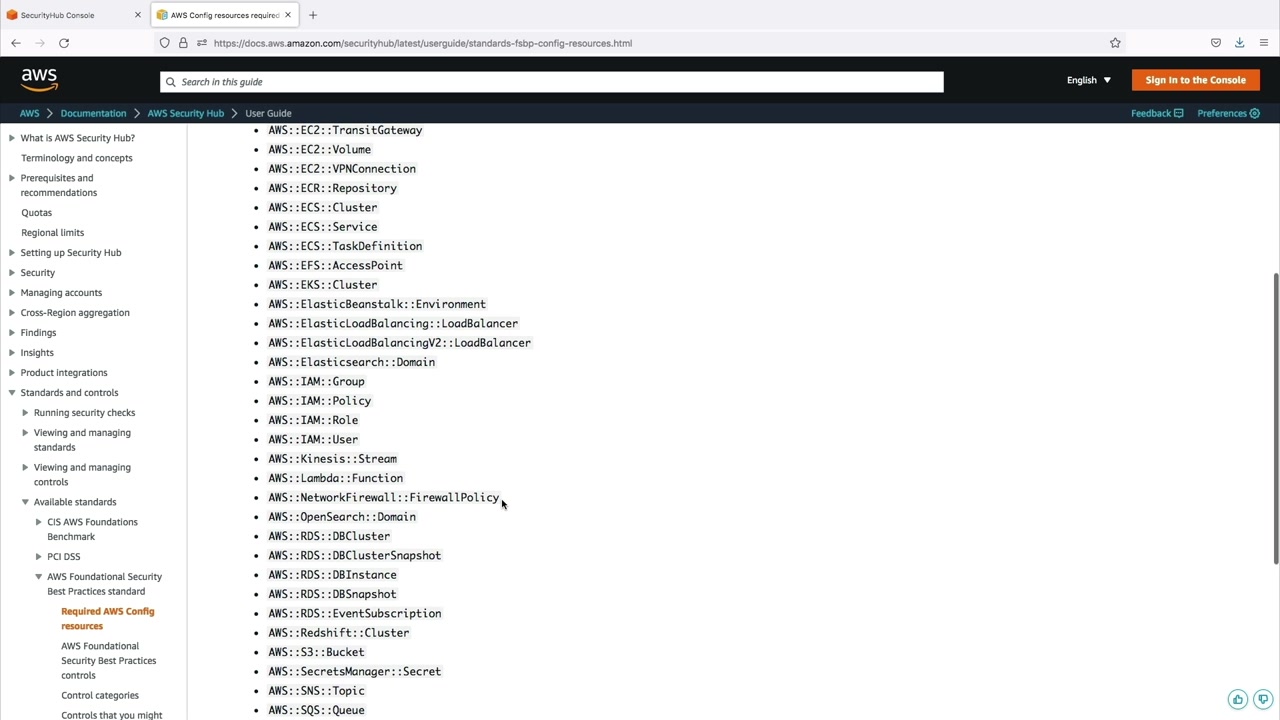 SecurityHub Console
AWS Config resources required
https://docs.aws.amazon.com/securityhub/latest/userguide/standards-fsbp-config-resources.html
aws
Search in this guide
English
Sign In to the Console
AWS
Documentation
AWS Security Hub
User Guide
Feedback
Preferences
What is AWS Security Hub?
Terminology and concepts
Prerequisites and
recommendations
Quotas
Regional limits
Setting up Security Hub
Security
Managing accounts
Cross-Region aggregation
Findings
Insights
Product integrations
Standards and controls
Running security checks
Viewing and managing
standards
Viewing and managing
controls
Available standards
CIS AWS Foundations
Benchmark
PCI DSS
AWS Foundational Security
Best Practices standard
Required AWS Config
resources
AWS Foundational
Security Best Practices
controls
Control categories
Controls that you might
AWS::EC2::TransitGateway
AWS::EC2::Volume
AWS::EC2::VPNConnection
AWS::ECR::Repository
AWS::ECS::Cluster
AWS::ECS::Service
AWS::ECS::TaskDefinition
AWS::EFS::AccessPoint
AWS::EKS::Cluster
AWS::ElasticBeanstalk::Environment
AWS::ElasticLoadBalancing::LoadBalancer
AWS::ElasticLoadBalancingV2::LoadBalancer
AWS::Elasticsearch::Domain
AWS::IAM::Group
AWS::IAM::Policy
AWS::IAM::Role
AWS::IAM::User
AWS::Kinesis::Stream
AWS::Lambda::Function
AWS::NetworkFirewall::FirewallPolicy
AWS::OpenSearch::Domain
AWS::RDS::DBCluster
AWS::RDS::DBClusterSnapshot
AWS::RDS::DBInstance
AWS::RDS::DBSnapshot
AWS::RDS::EventSubscription
AWS::Redshift::Cluster
AWS::S3::Bucket
AWS::SecretsManager::Secret
AWS::SNS::Topic
AWS::SQS::Queue